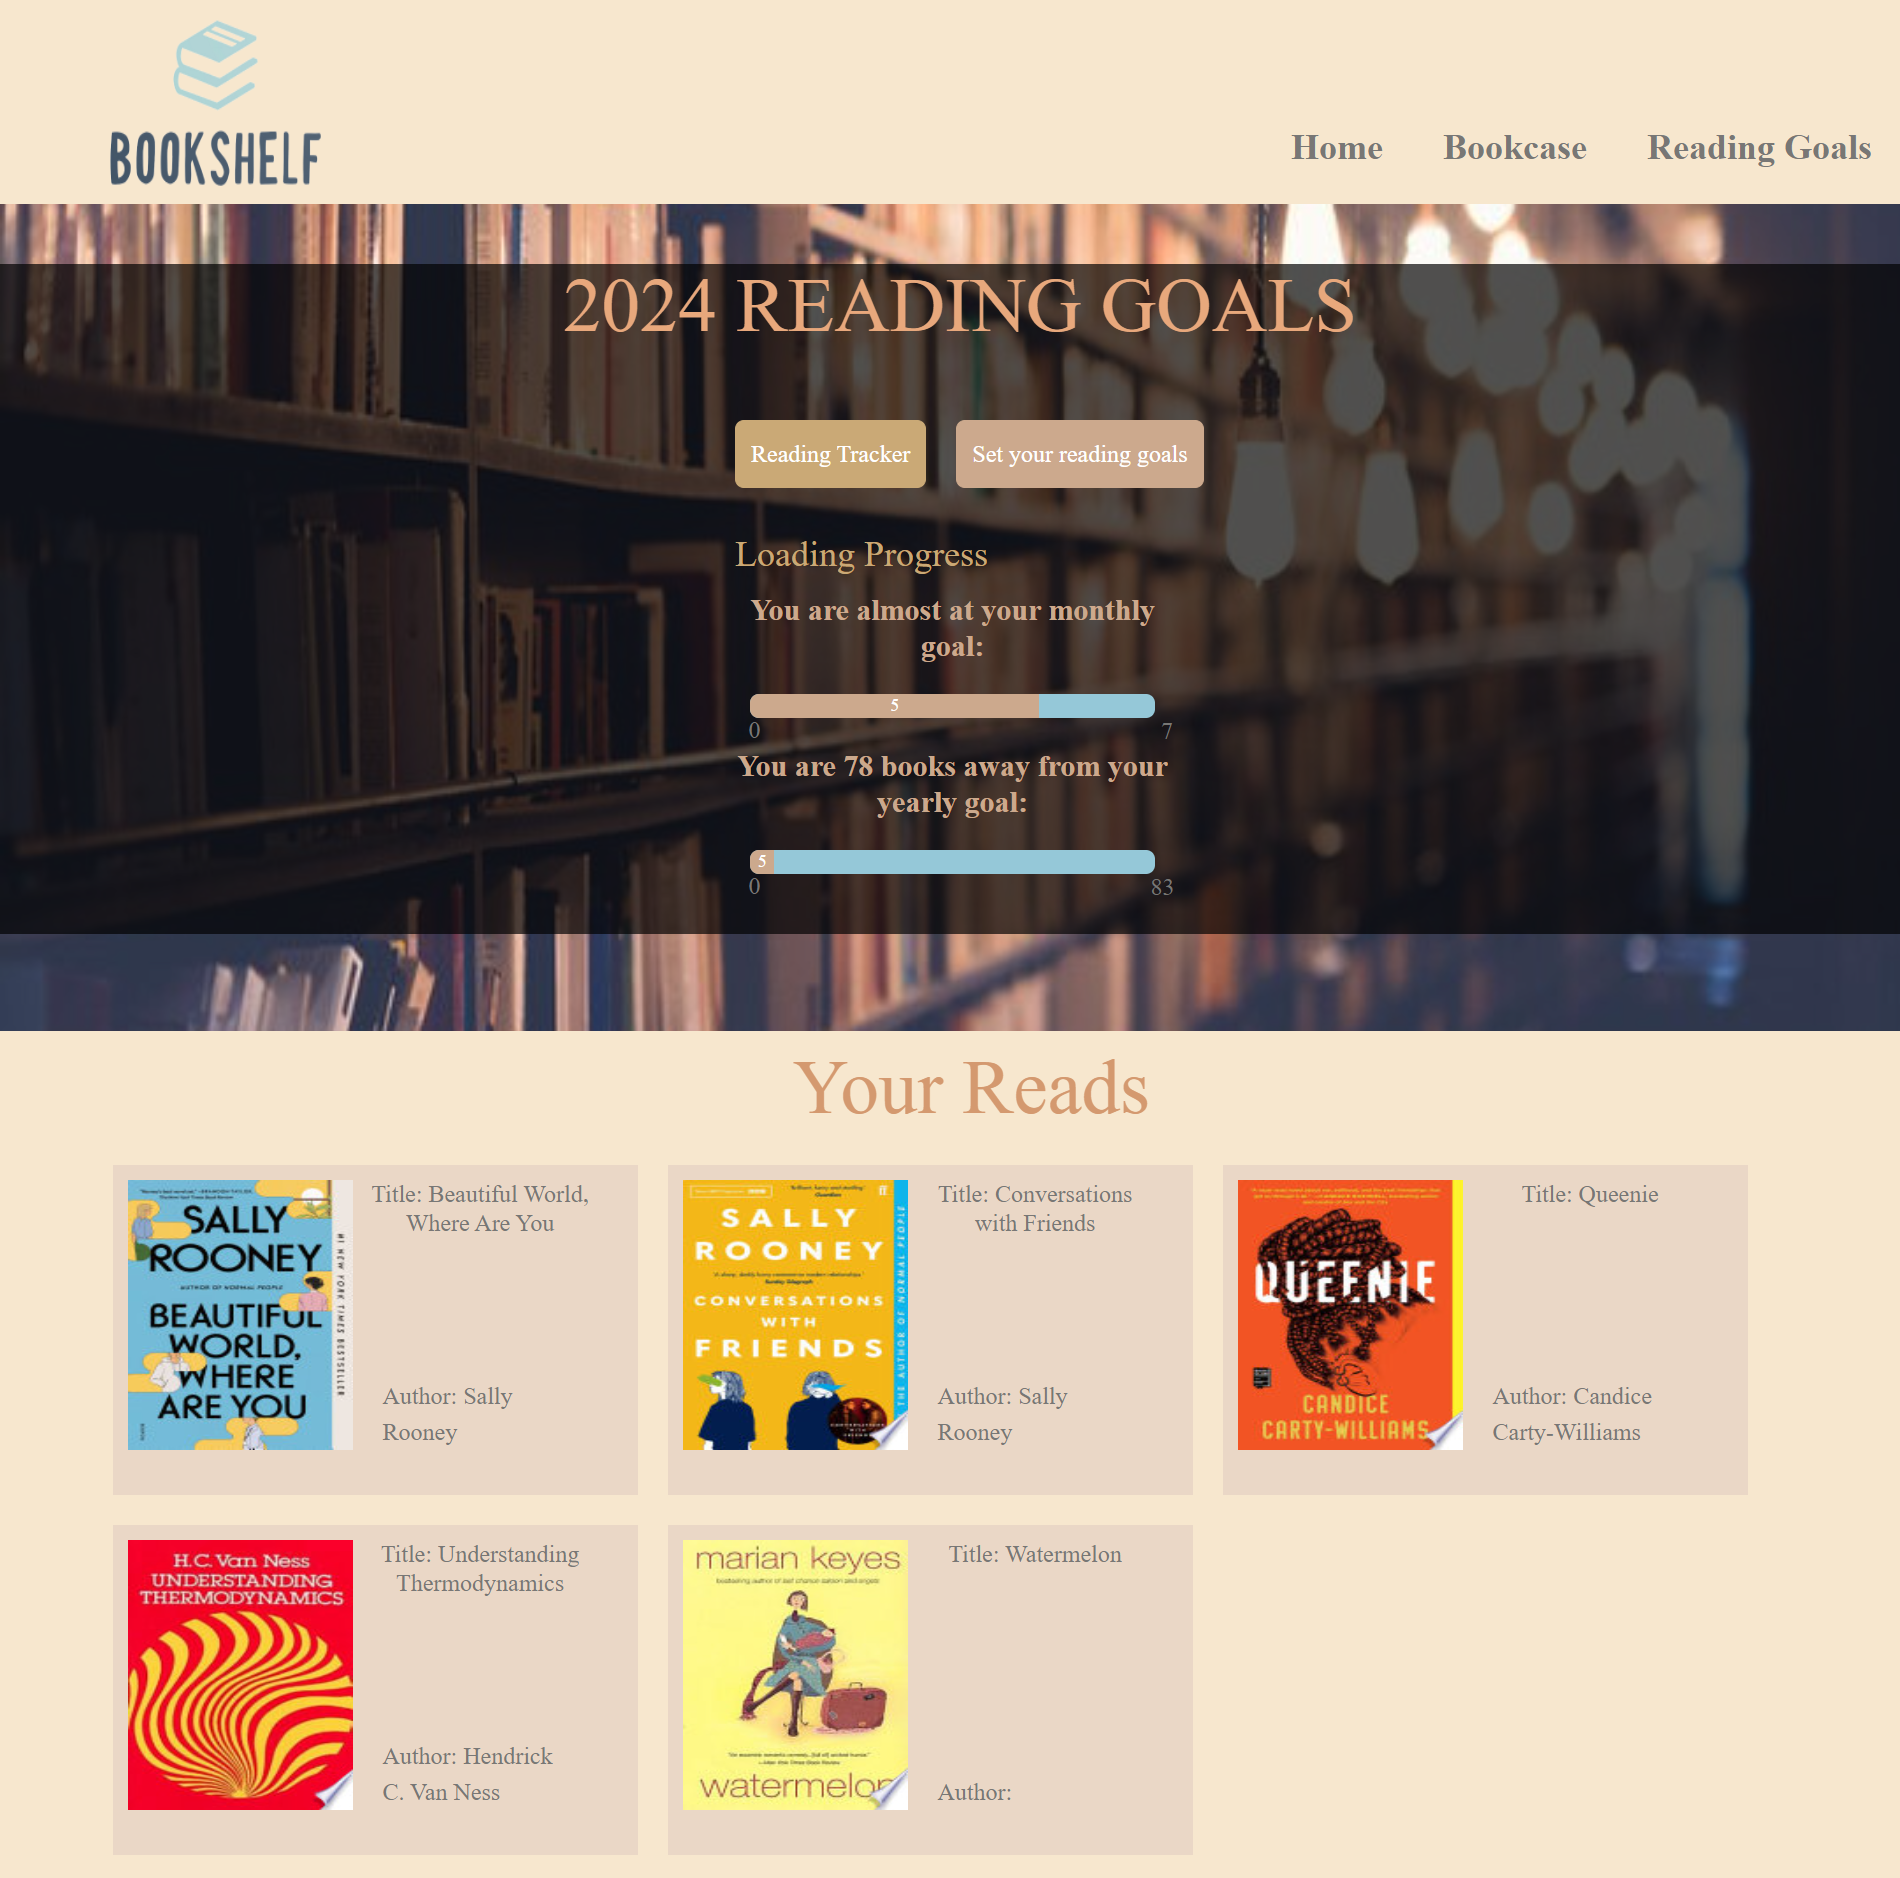 BOOKSHELF
Home Bookcase Reading Goals
2024 READING GOALS
Reading Tracker Set your reading goals
Loading Progress
You are almost at your monthly
goal:
5
0 7
You are 78 books away from your
yearly goal:
5
0 83
Your Reads
SALLY
ROONEY
AUTHOR OF NORMAL PEOPLE
BEAUTIFUL
WORLD,
WHERE
ARE YOU
NEW YORK TIMES BESTSELLER
Title: Beautiful World,
Where Are You
Author: Sally
Rooney
SALLY
ROONEY
CONVERSATIONS
WITH
FRIENDS
THE AUTHOR OF NORMAL PEOPLE
ff
Title: Conversations
with Friends
Author: Sally
Rooney
QUEENIE
CANDICE
CARTY-WILLIAMS
Title: Queenie
Author: Candice
Carty-Williams
H.C. Van Ness
UNDERSTANDING
THERMODYNAMICS
Title: Understanding
Thermodynamics
Author: Hendrick
C. Van Ness
marian keyes
watermelon
Title: Watermelon
Author: